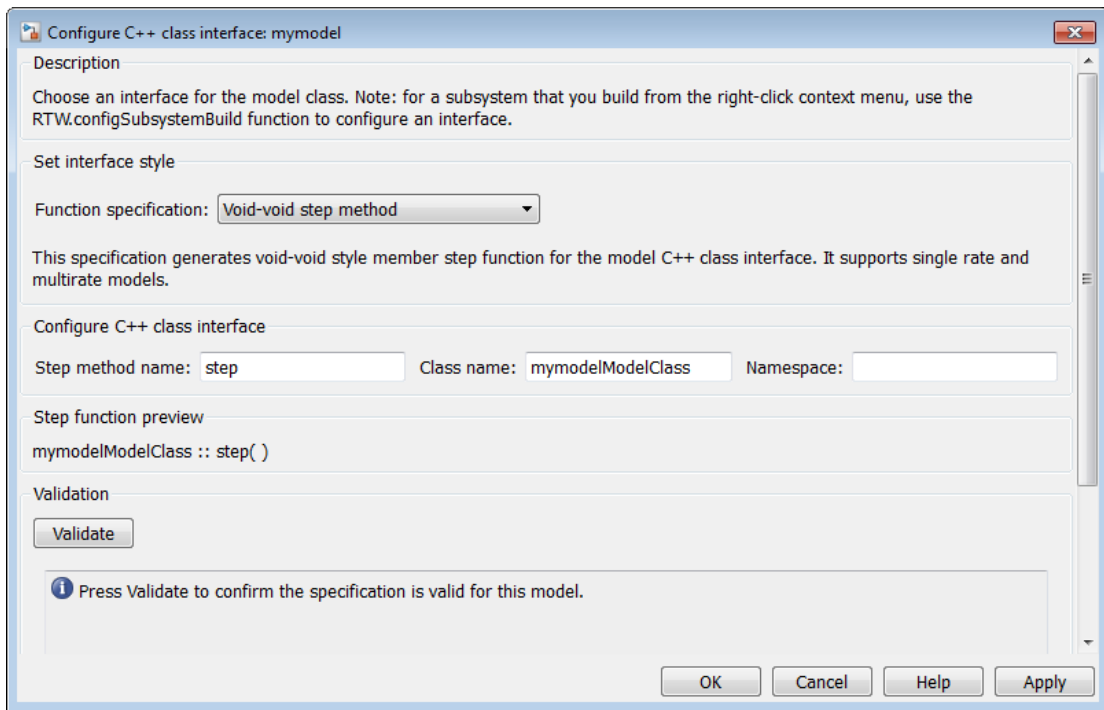 Configure C++ class interface: mymodel
Description
Choose an interface for the model class. Note: for a subsystem that you build from the right-click context menu, use the
RTW.configSubsystemBuild function to configure an interface.
Set interface style
Function specification: Void-void step method
This specification generates void-void style member step function for the model C++ class interface. It supports single rate and
multirate models.
Configure C++ class interface
Step method name: step Class name: mymodelModelClass Namespace:
Step function preview
mymodelModelClass :: step( )
Validation
Validate
Press Validate to confirm the specification is valid for this model.
OK Cancel Help Apply